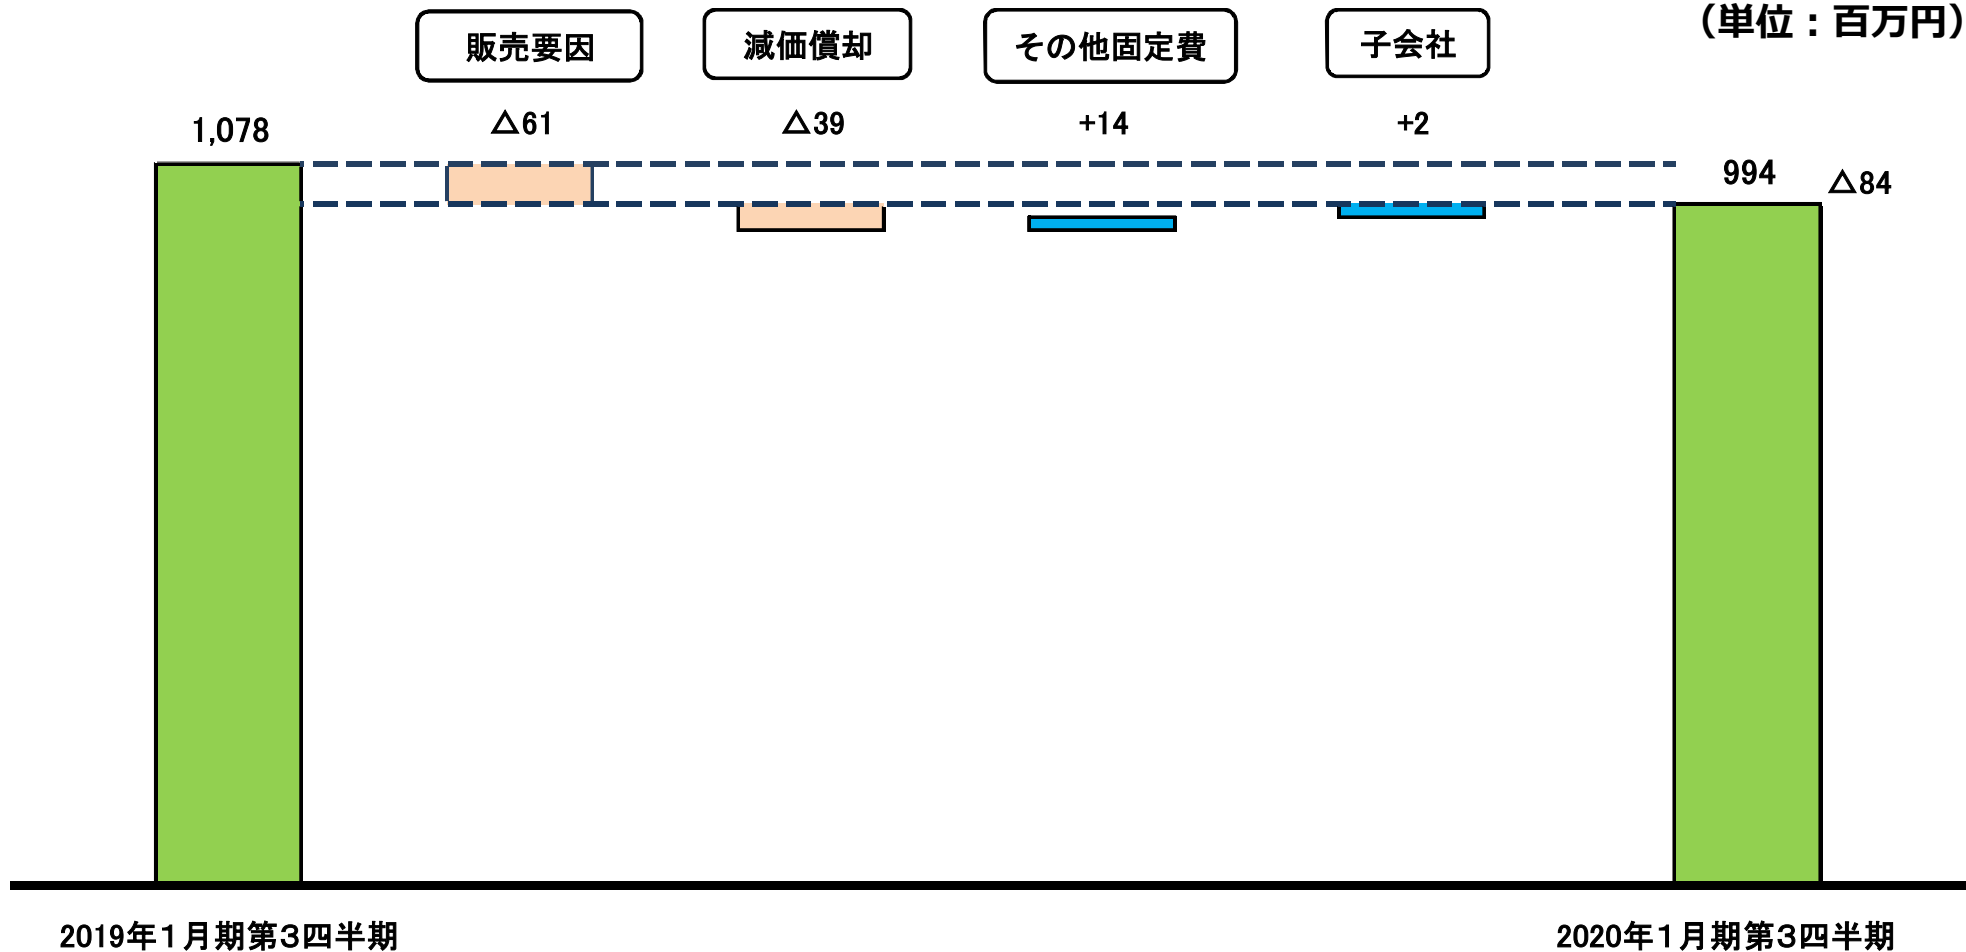 （単位：百万円）
販売要因 減価償却 その他固定費 子会社
1,078 △61 △39 +14 +2
994 △84
2019年１月期第３四半期 2020年１月期第３四半期